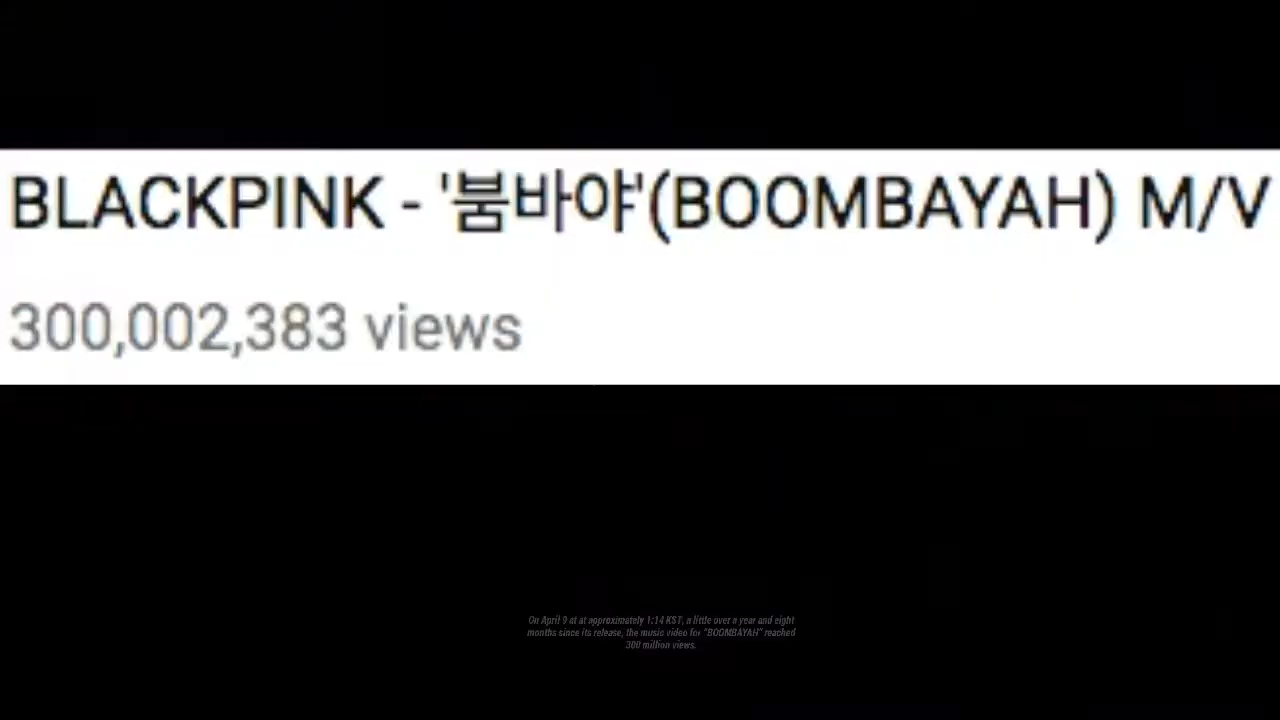 BLACKPINK - '붐바야'(BOOMBAYAH) M/V
300,002,383 views
On April 9 at at approximately 1:14 KST, a little over a year and eight
months since its release, the music video for "BOOMBAYAH" reached
300 million views.